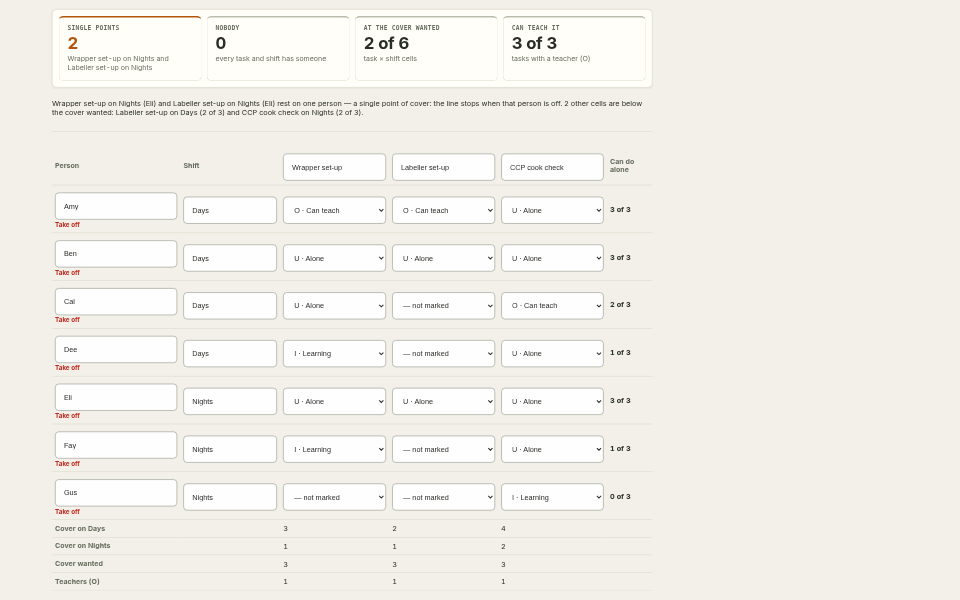 SINGLE POINTS
2
Wrapper set-up on Nights and
Labeller set-up on Nights
NOBODY
0
every task and shift has someone
AT THE COVER WANTED
2 of 6
task × shift cells
CAN TEACH IT
3 of 3
tasks with a teacher (O)
Wrapper set-up on Nights (Eli) and Labeller set-up on Nights (Eli) rest on one person — a single point of cover: the line stops when that person is off. 2 other cells are below
the cover wanted: Labeller set-up on Days (2 of 3) and CCP cook check on Nights (2 of 3).
Person Shift Wrapper set-up Labeller set-up CCP cook check Can do
alone
Amy Days O · Can teach O · Can teach U · Alone 3 of 3
Take off
Ben Days U · Alone U · Alone U · Alone 3 of 3
Take off
Cal Days U · Alone — not marked O · Can teach 2 of 3
Take off
Dee Days I · Learning — not marked U · Alone 1 of 3
Take off
Eli Nights U · Alone U · Alone U · Alone 3 of 3
Take off
Fay Nights I · Learning — not marked U · Alone 1 of 3
Take off
Gus Nights — not marked — not marked I · Learning 0 of 3
Take off
Cover on Days 3 2 4
Cover on Nights 1 1 2
Cover wanted 3 3 3
Teachers (O) 1 1 1